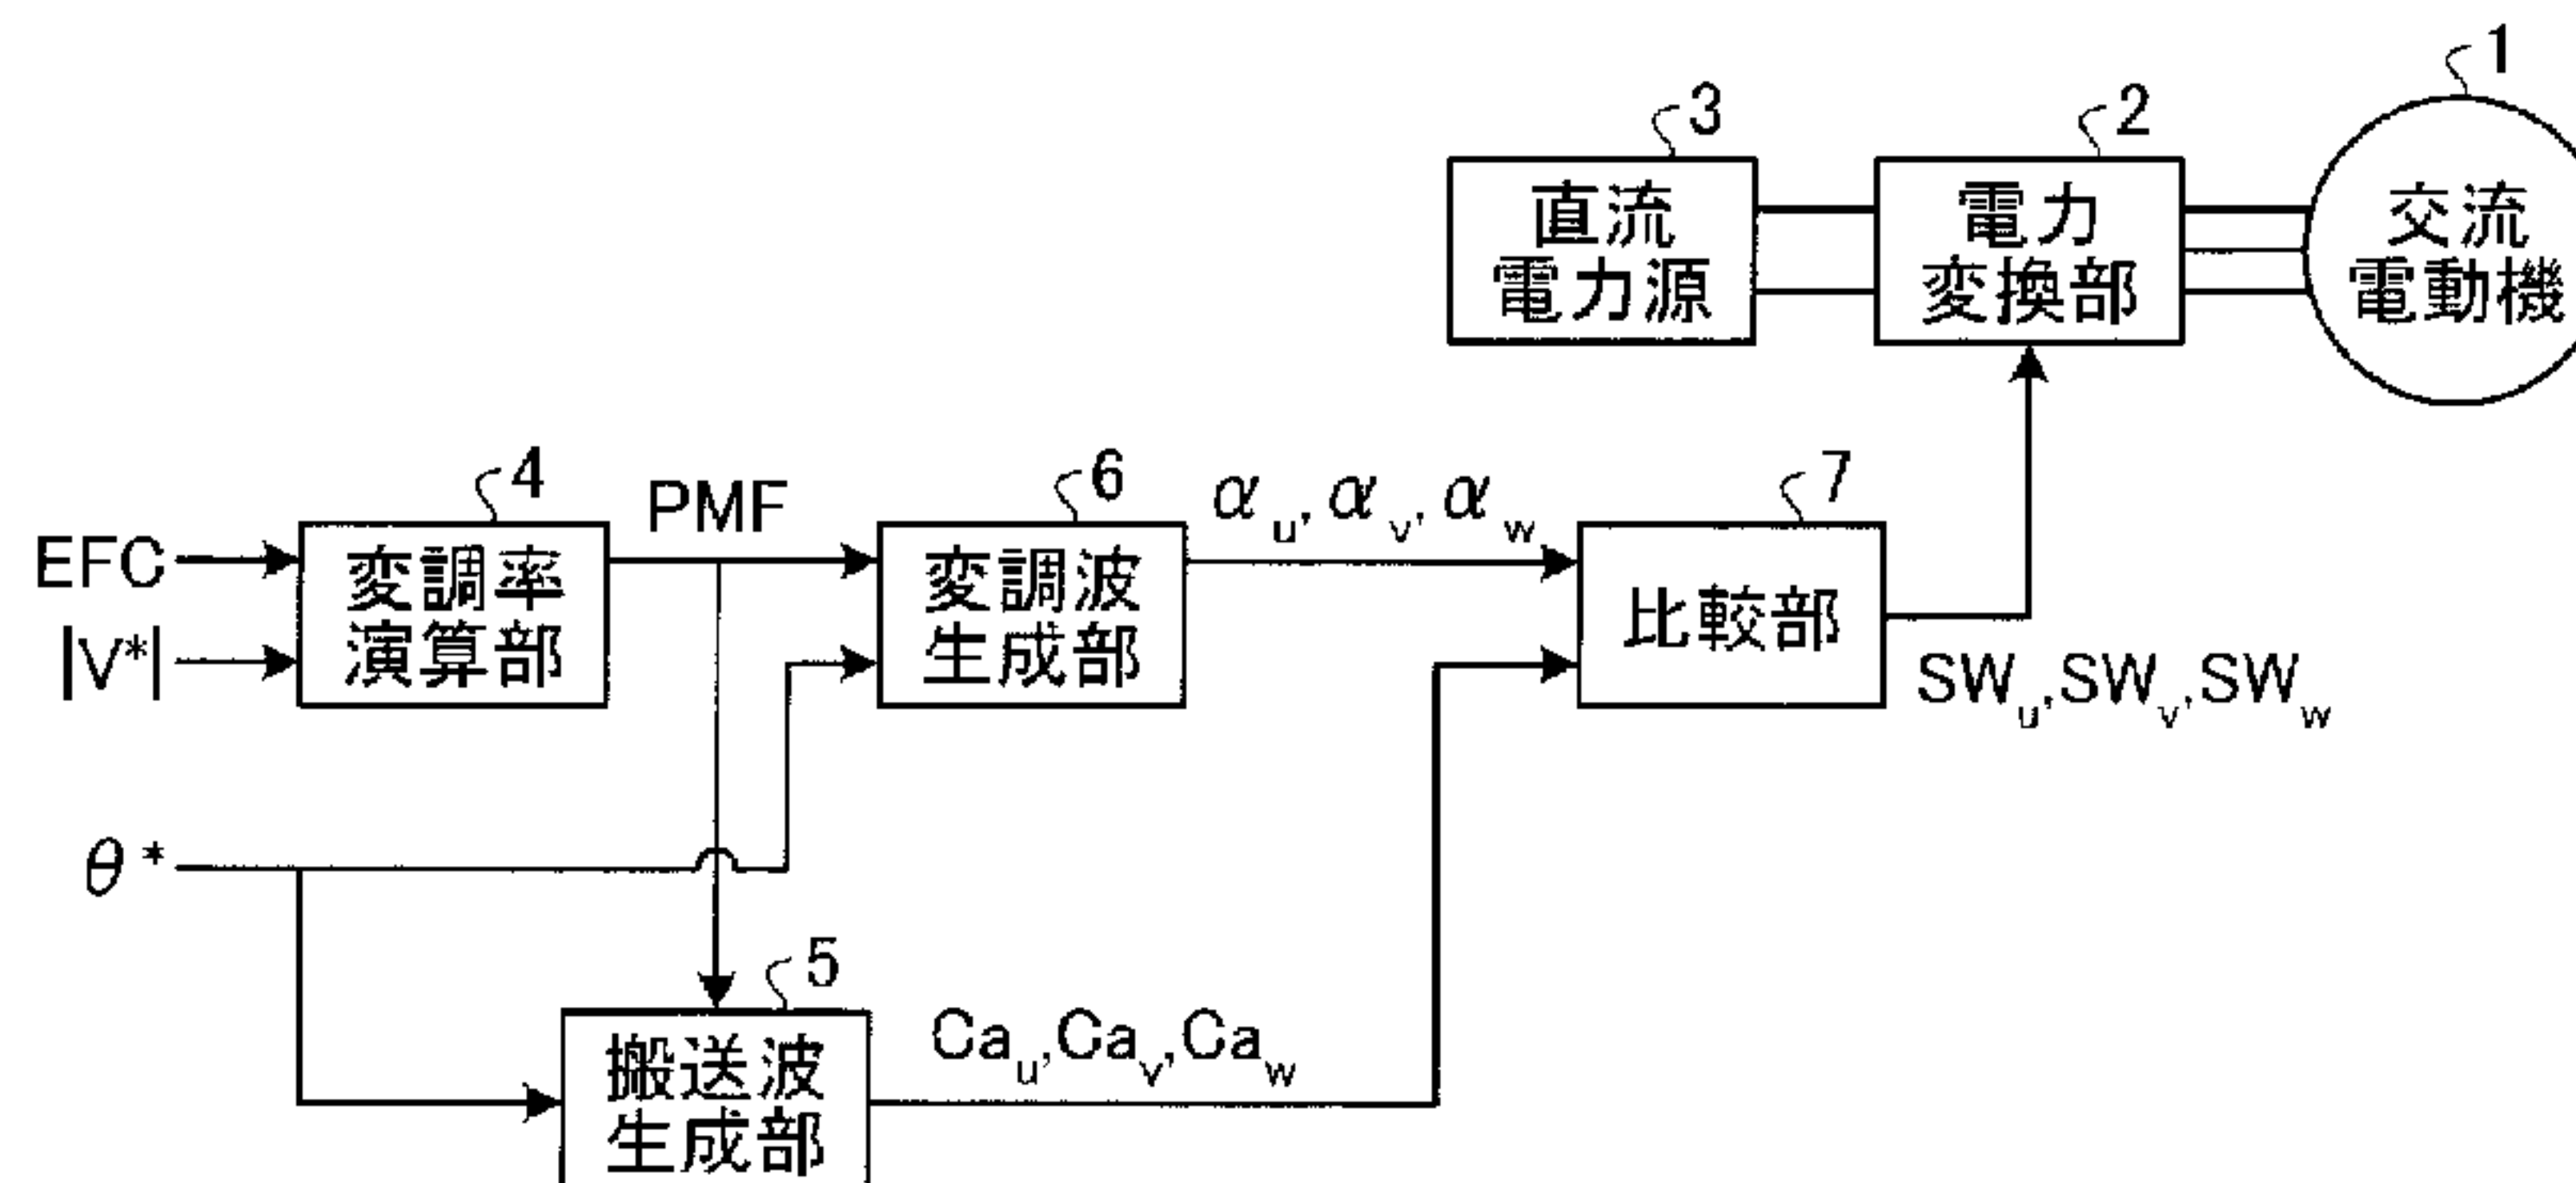 1
3
2
直流
電力源
電力
変換部
交流
電動機
4
PMF
6
αu,αv,αw
7
EFC
|V*|
変調率
演算部
変調波
生成部
比較部
SWu,SWv,SWw
θ*
5
搬送波
生成部
Cau,Cav,Caw